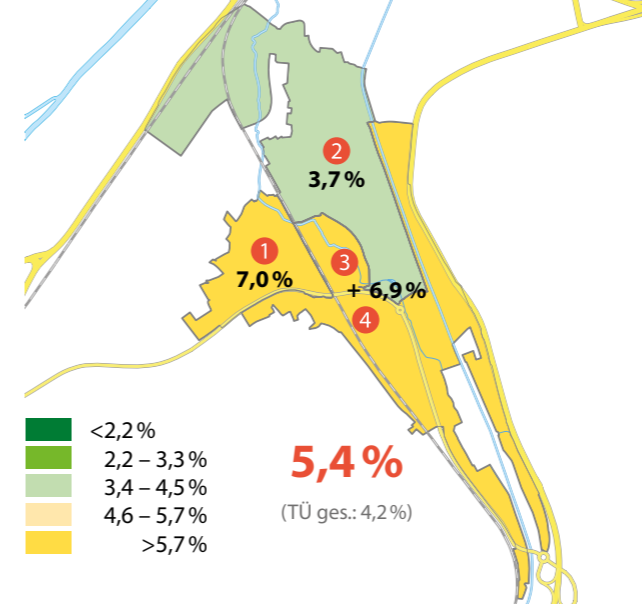 2
3,7 %
1
7,0 %
3
+ 6,9 %
4
<2,2 %
2,2 – 3,3 %
3,4 – 4,5 %
4,6 – 5,7 %
>5,7 %
5,4 %
(TÜ ges.: 4,2 %)